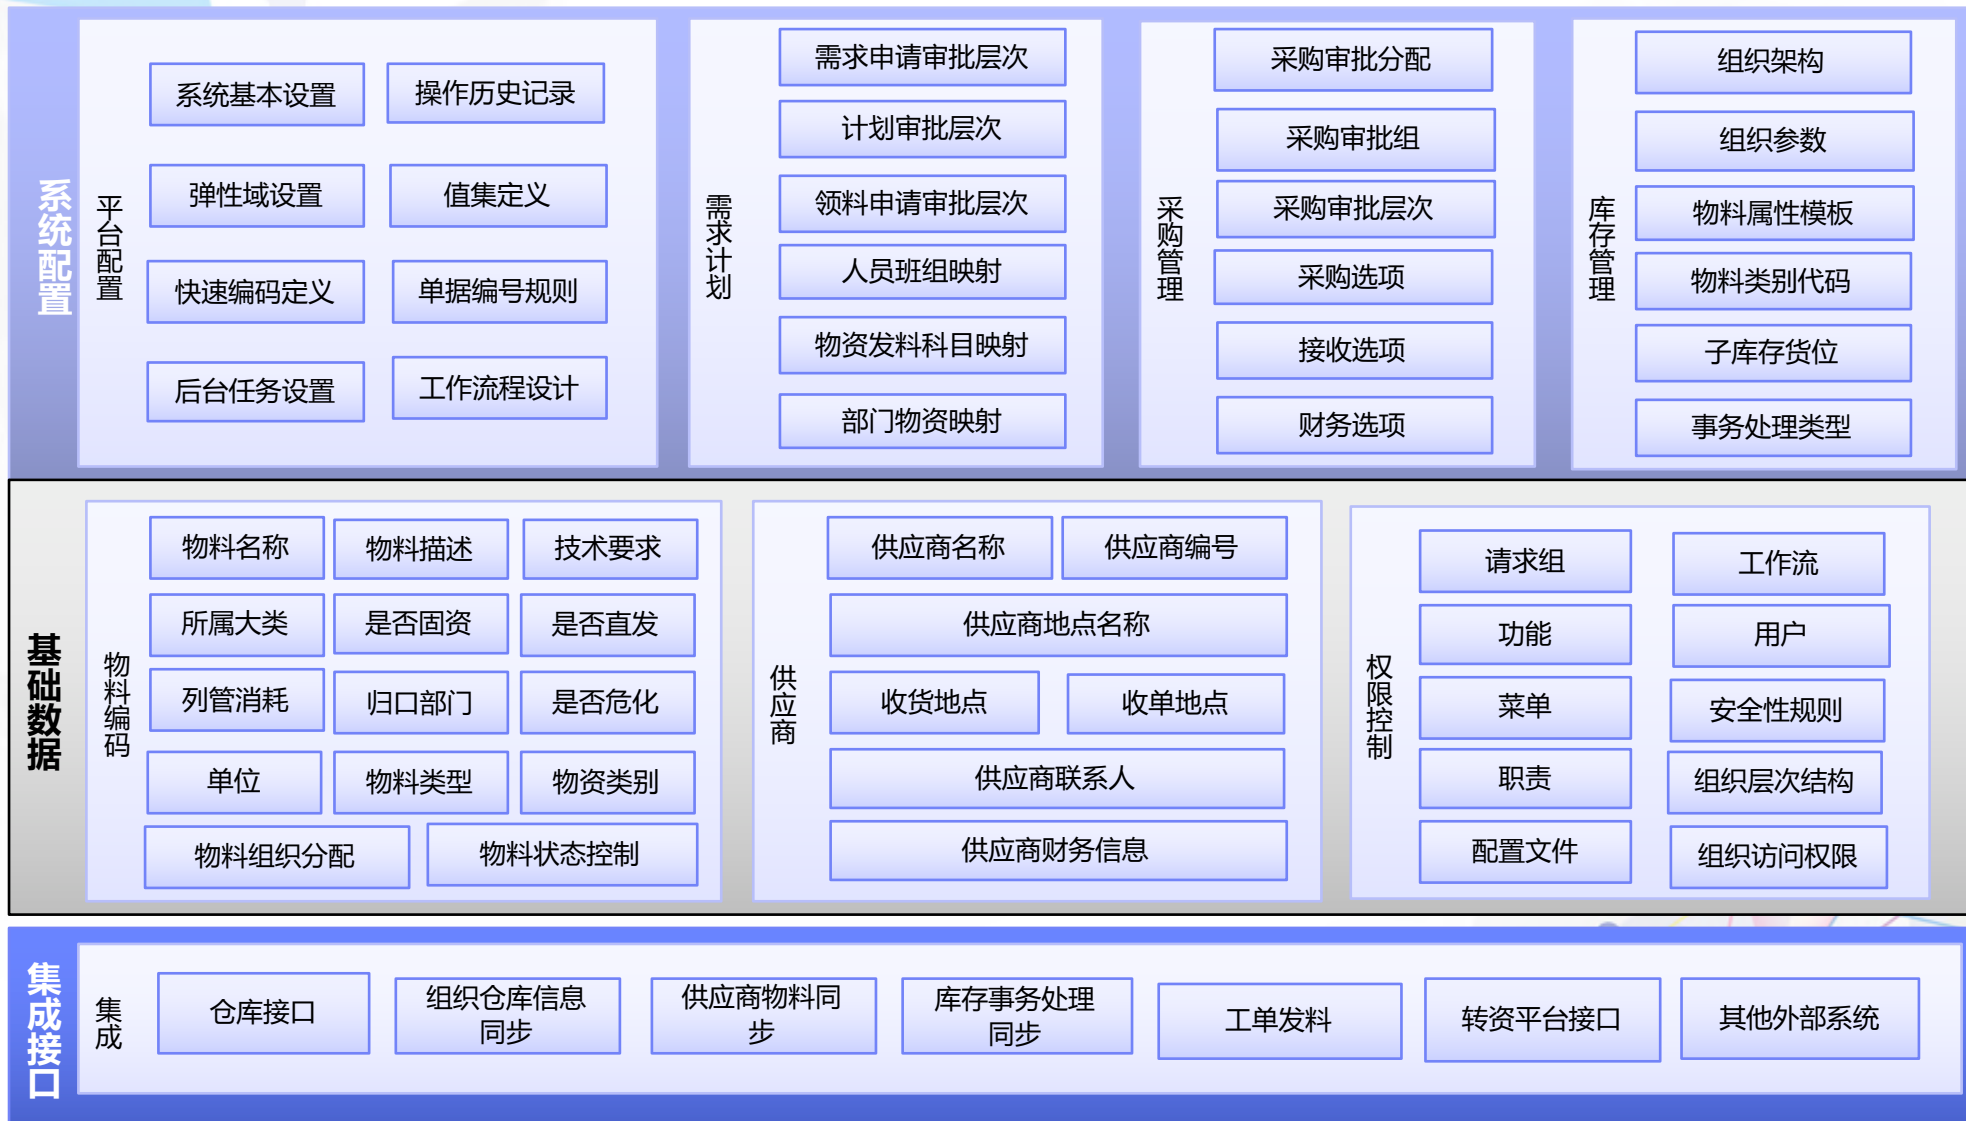 系统配置
平台配置
系统基本设置
操作历史记录
弹性域设置
值集定义
快速编码定义
单据编号规则
后台任务设置
工作流程设计
需求计划
需求申请审批层次
计划审批层次
领料申请审批层次
人员班组映射
物资发料科目映射
部门物资映射
采购管理
采购审批分配
采购审批组
采购审批层次
采购选项
接收选项
财务选项
库存管理
组织架构
组织参数
物料属性模板
物料类别代码
子库存货位
事务处理类型
基础数据
物料编码
物料名称
物料描述
技术要求
所属大类
是否固资
是否直发
列管消耗
归口部门
是否危化
单位
物料类型
物资类别
物料组织分配
物料状态控制
供应商
供应商名称
供应商编号
供应商地点名称
收货地点
收单地点
供应商联系人
供应商财务信息
权限控制
请求组
工作流
功能
用户
菜单
安全性规则
职责
组织层次结构
配置文件
组织访问权限
集成接口
集成
仓库接口
组织仓库信息
同步
供应商物料同
步
库存事务处理
同步
工单发料
转资平台接口
其他外部系统